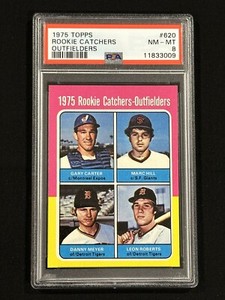 1975 TOPPS #620
ROOKIE CATCHERS NM - MT
OUTFIELDERS 8
PSA 11833009
1975 Rookie Catchers-Outfielders
GARY CARTER MARC HILL
c/Montreal Expos c/S.F. Giants
DANNY MEYER LEON ROBERTS
of/Detroit Tigers of/Detroit Tigers